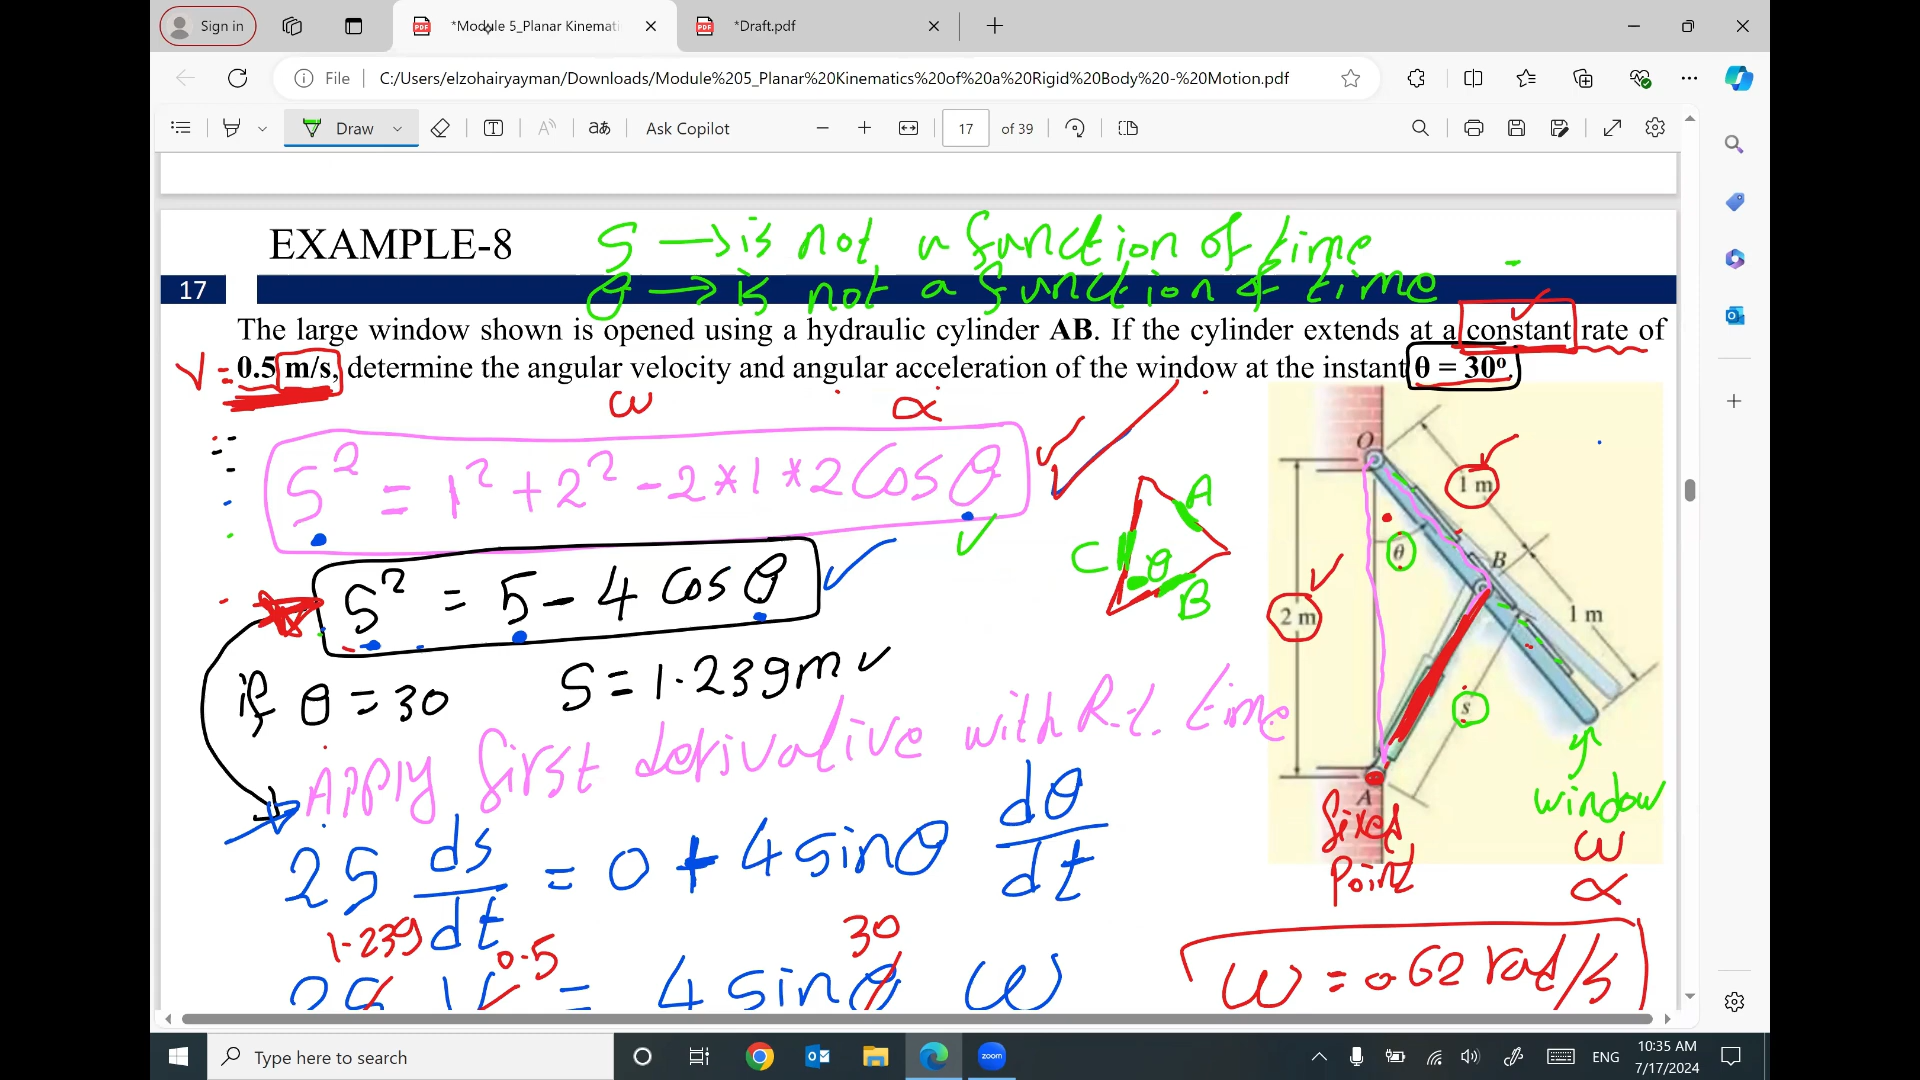 Sign in
*Module 5_Planar Kinemati
*Draft.pdf
File
C:/Users/elzohairyayman/Downloads/Module%205_Planar%20Kinematics%20of%20a%20Rigid%20Body%20-%20Motion.pdf
Draw
Ask Copilot
17 of 39
EXAMPLE-8
S → is not a function of time
17
θ → is not a function of time
The large window shown is opened using a hydraulic cylinder AB. If the cylinder extends at a constant rate of
V = 0.5 m/s, determine the angular velocity and angular acceleration of the window at the instant θ = 30º.
ω α
S² = 1² + 2² - 2*1*2 Cos θ
A
C θ
B
O
1 m
θ
B
2 m
1 m
s
A
S² = 5 - 4 Cos θ
if θ = 30 S = 1.239m
Apply first derivative with R.t. time
window
fixed
Point
ω
α
2S ds/dt = 0 + 4 sin θ dθ/dt
1.239 0.5 30
2S V = 4 sin θ ω
ω = 0.62 rad/s
Type here to search
zoom
ENG
10:35 AM
7/17/2024